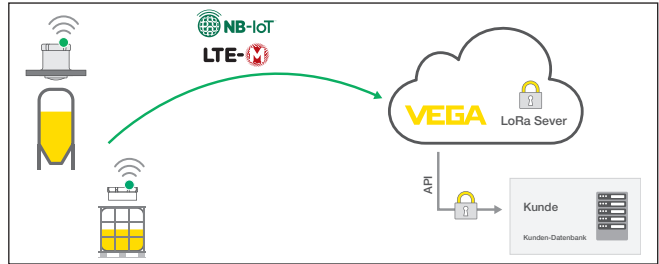 NB-IoT
LTE-M
VEGA
LoRa Sever
API
Kunde
Kunden-Datenbank